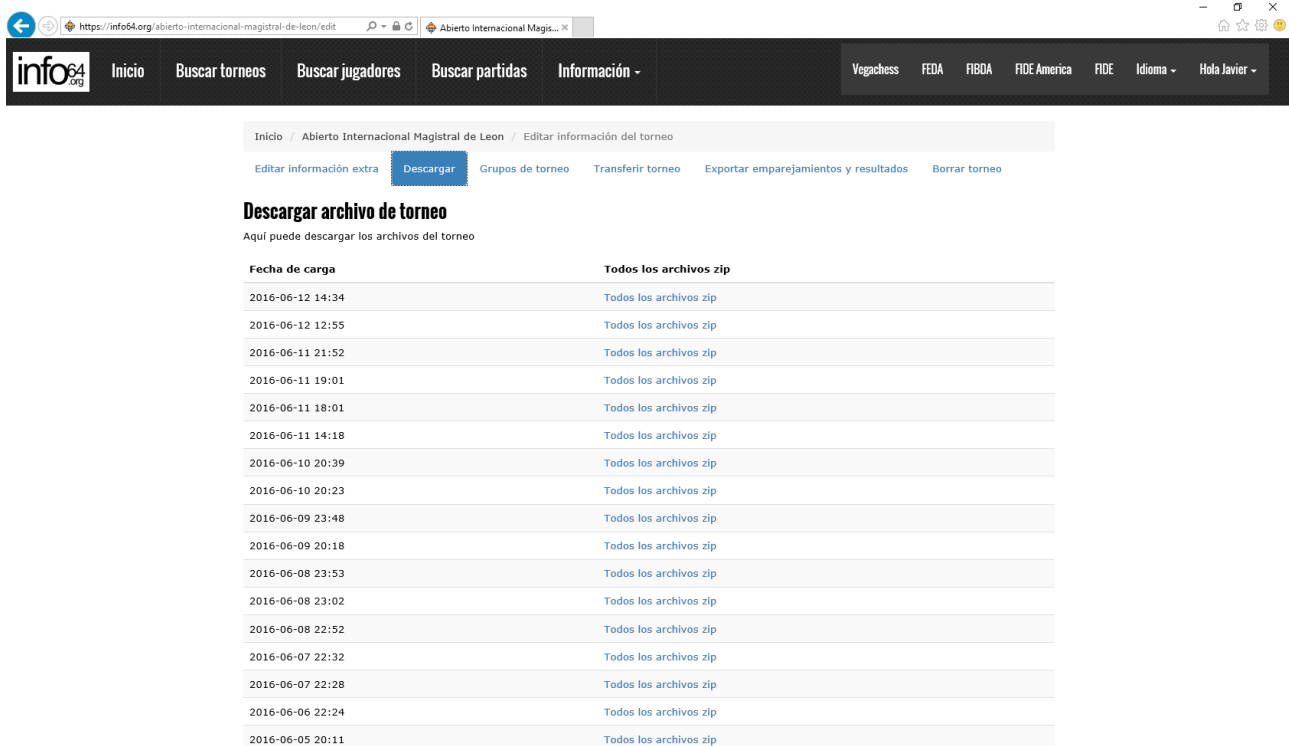 https://info64.org/abierto-internacional-magistral-de-leon/edit
Abierto Internacional Magis...
info64.org Inicio Buscar torneos Buscar jugadores Buscar partidas Información Vegachess FEDA FIBDA FIDE America FIDE Idioma Hola Javier
Inicio / Abierto Internacional Magistral de Leon / Editar información del torneo
Editar información extra Descargar Grupos de torneo Transferir torneo Exportar emparejamientos y resultados Borrar torneo
Descargar archivo de torneo
Aquí puede descargar los archivos del torneo
Fecha de carga Todos los archivos zip
2016-06-12 14:34 Todos los archivos zip
2016-06-12 12:55 Todos los archivos zip
2016-06-11 21:52 Todos los archivos zip
2016-06-11 19:01 Todos los archivos zip
2016-06-11 18:01 Todos los archivos zip
2016-06-11 14:18 Todos los archivos zip
2016-06-10 20:39 Todos los archivos zip
2016-06-10 20:23 Todos los archivos zip
2016-06-09 23:48 Todos los archivos zip
2016-06-09 20:18 Todos los archivos zip
2016-06-08 23:53 Todos los archivos zip
2016-06-08 23:02 Todos los archivos zip
2016-06-08 22:52 Todos los archivos zip
2016-06-07 22:32 Todos los archivos zip
2016-06-07 22:28 Todos los archivos zip
2016-06-06 22:24 Todos los archivos zip
2016-06-05 20:11 Todos los archivos zip